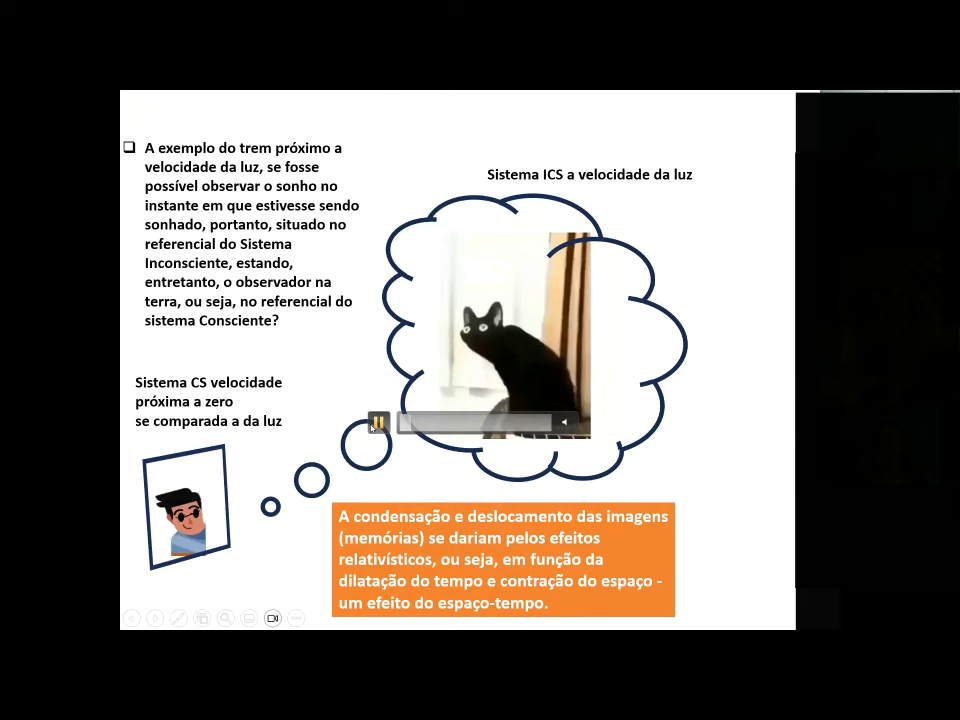 A exemplo do trem próximo a
velocidade da luz, se fosse
possível observar o sonho no
instante em que estivesse sendo
sonhado, portanto, situado no
referencial do Sistema
Inconsciente, estando,
entretanto, o observador na
terra, ou seja, no referencial do
sistema Consciente?
Sistema ICS a velocidade da luz
Sistema CS velocidade
próxima a zero
se comparada a da luz
A condensação e deslocamento das imagens
(memórias) se dariam pelos efeitos
relativísticos, ou seja, em função da
dilatação do tempo e contração do espaço -
um efeito do espaço-tempo.